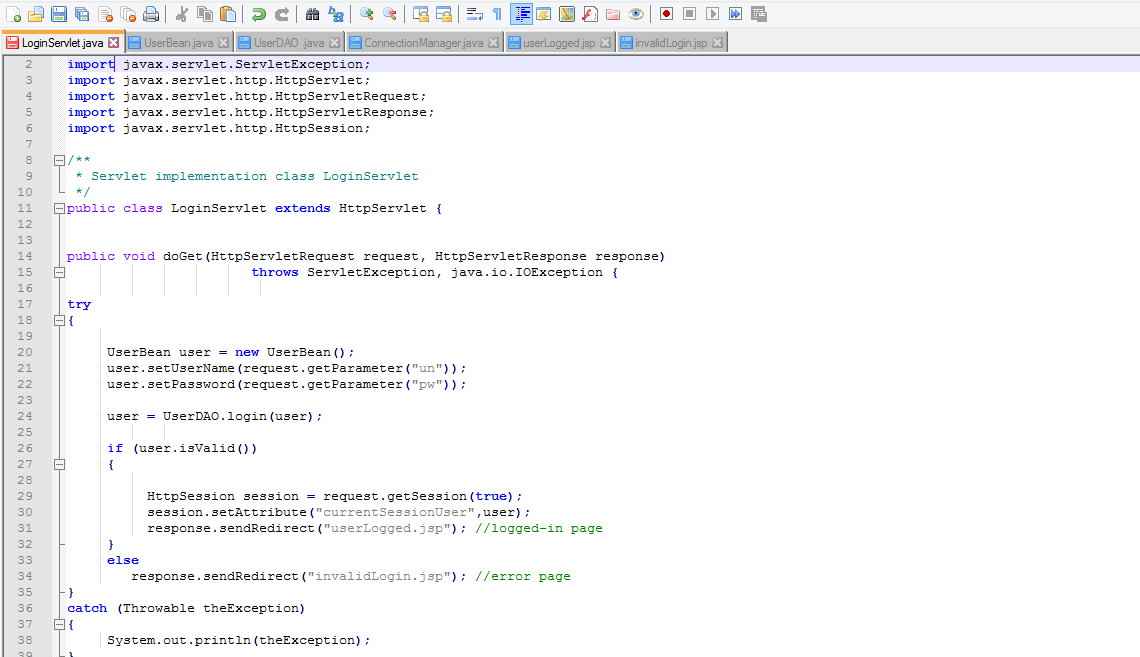 LoginServlet.java UserBean.java UserDAO .java ConnectionManager.java userLogged.jsp invalidLogin.jsp
2 import javax.servlet.ServletException;
3 import javax.servlet.http.HttpServlet;
4 import javax.servlet.http.HttpServletRequest;
5 import javax.servlet.http.HttpServletResponse;
6 import javax.servlet.http.HttpSession;
7
8 /**
9 * Servlet implementation class LoginServlet
10 */
11 public class LoginServlet extends HttpServlet {
12
13
14 public void doGet(HttpServletRequest request, HttpServletResponse response)
15 throws ServletException, java.io.IOException {
16
17 try
18 {
19
20 UserBean user = new UserBean();
21 user.setUserName(request.getParameter("un"));
22 user.setPassword(request.getParameter("pw"));
23
24 user = UserDAO.login(user);
25
26 if (user.isValid())
27 {
28
29 HttpSession session = request.getSession(true);
30 session.setAttribute("currentSessionUser",user);
31 response.sendRedirect("userLogged.jsp"); //logged-in page
32 }
33 else
34 response.sendRedirect("invalidLogin.jsp"); //error page
35 }
36 catch (Throwable theException)
37 {
38 System.out.println(theException);
39 }